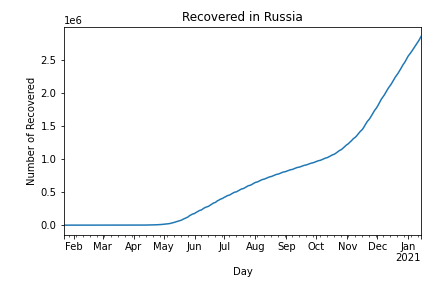 Recovered in Russia
1e6
2.5
2.0
1.5
1.0
0.5
0.0
Number of Recovered
Feb Mar Apr May Jun Jul Aug Sep Oct Nov Dec Jan
2021
Day